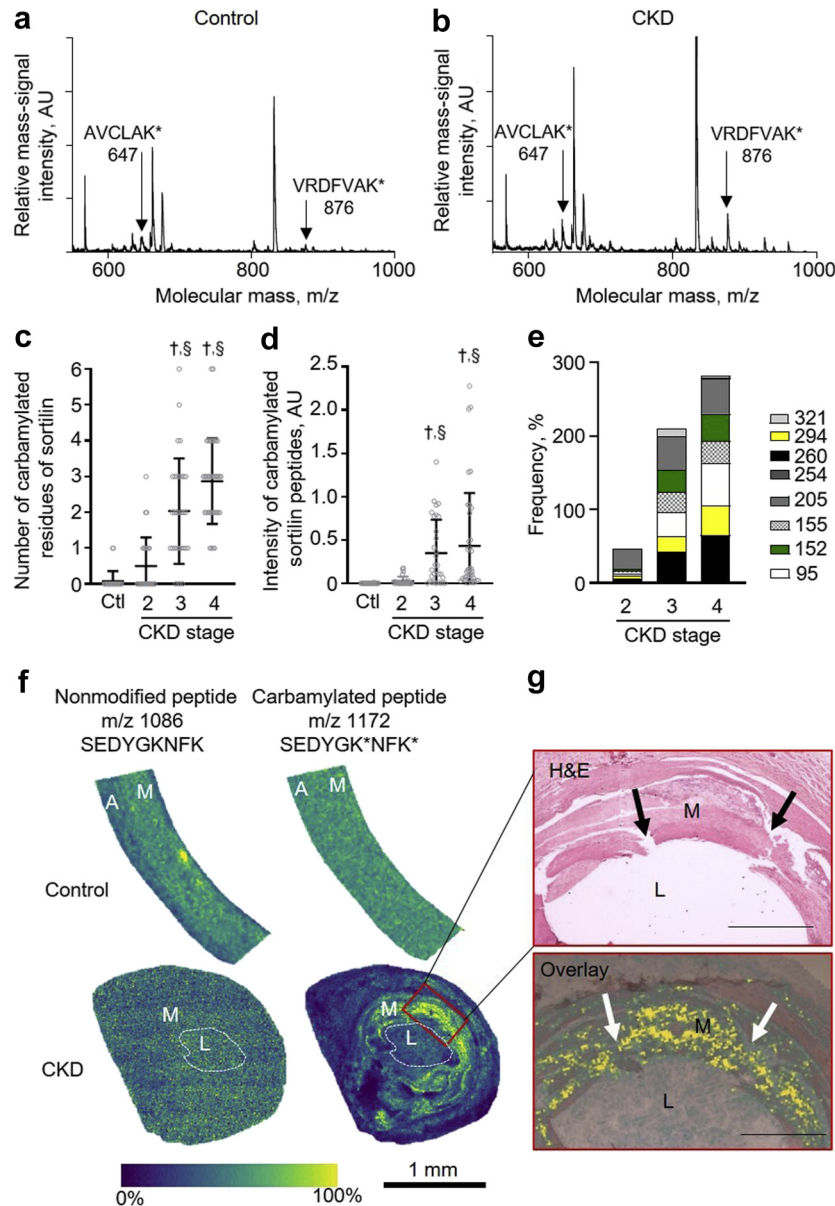 a
Control
Relative mass-signal
intensity, AU
AVCLAK*
647
VRDFVAK*
876
600
800
1000
Molecular mass, m/z
b
CKD
Relative mass-signal
intensity, AU
AVCLAK*
647
VRDFVAK*
876
600
800
1000
Molecular mass, m/z
c
Number of carbamylated
residues of sortilin
6
5
4
3
2
1
0
†,§
†,§
Ctl
2
3
4
CKD stage
d
Intensity of carbamylated
sortilin peptides, AU
2.5
2.0
1.5
1.0
0.5
0.0
†,§
†,§
Ctl
2
3
4
CKD stage
e
Frequency, %
300
200
100
0
2
3
4
CKD stage
321
294
260
254
205
155
152
95
f
Nonmodified peptide
m/z 1086
SEDYGKNFK
Carbamylated peptide
m/z 1172
SEDYGK*NFK*
A
M
A
M
Control
M
L
M
L
CKD
0%
100%
1 mm
g
H&E
M
L
Overlay
M
L